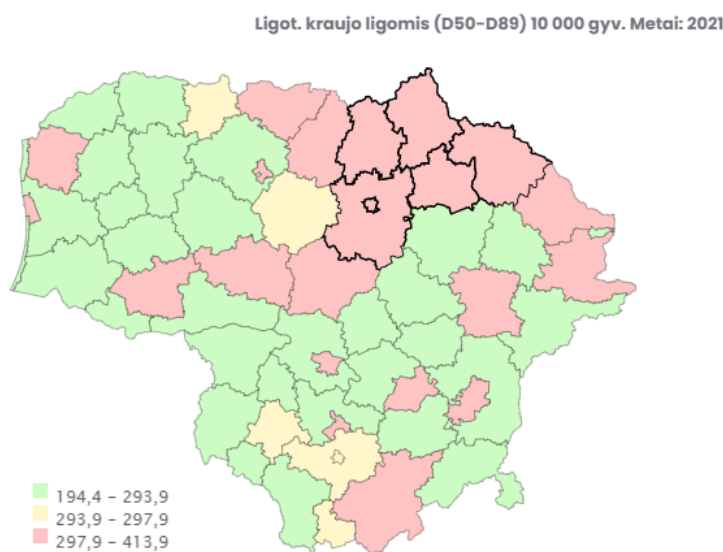 Ligot. kraujo ligomis (D50-D89) 10 000 gyv. Metai: 2021
194,4 - 293,9
293,9 - 297,9
297,9 - 413,9